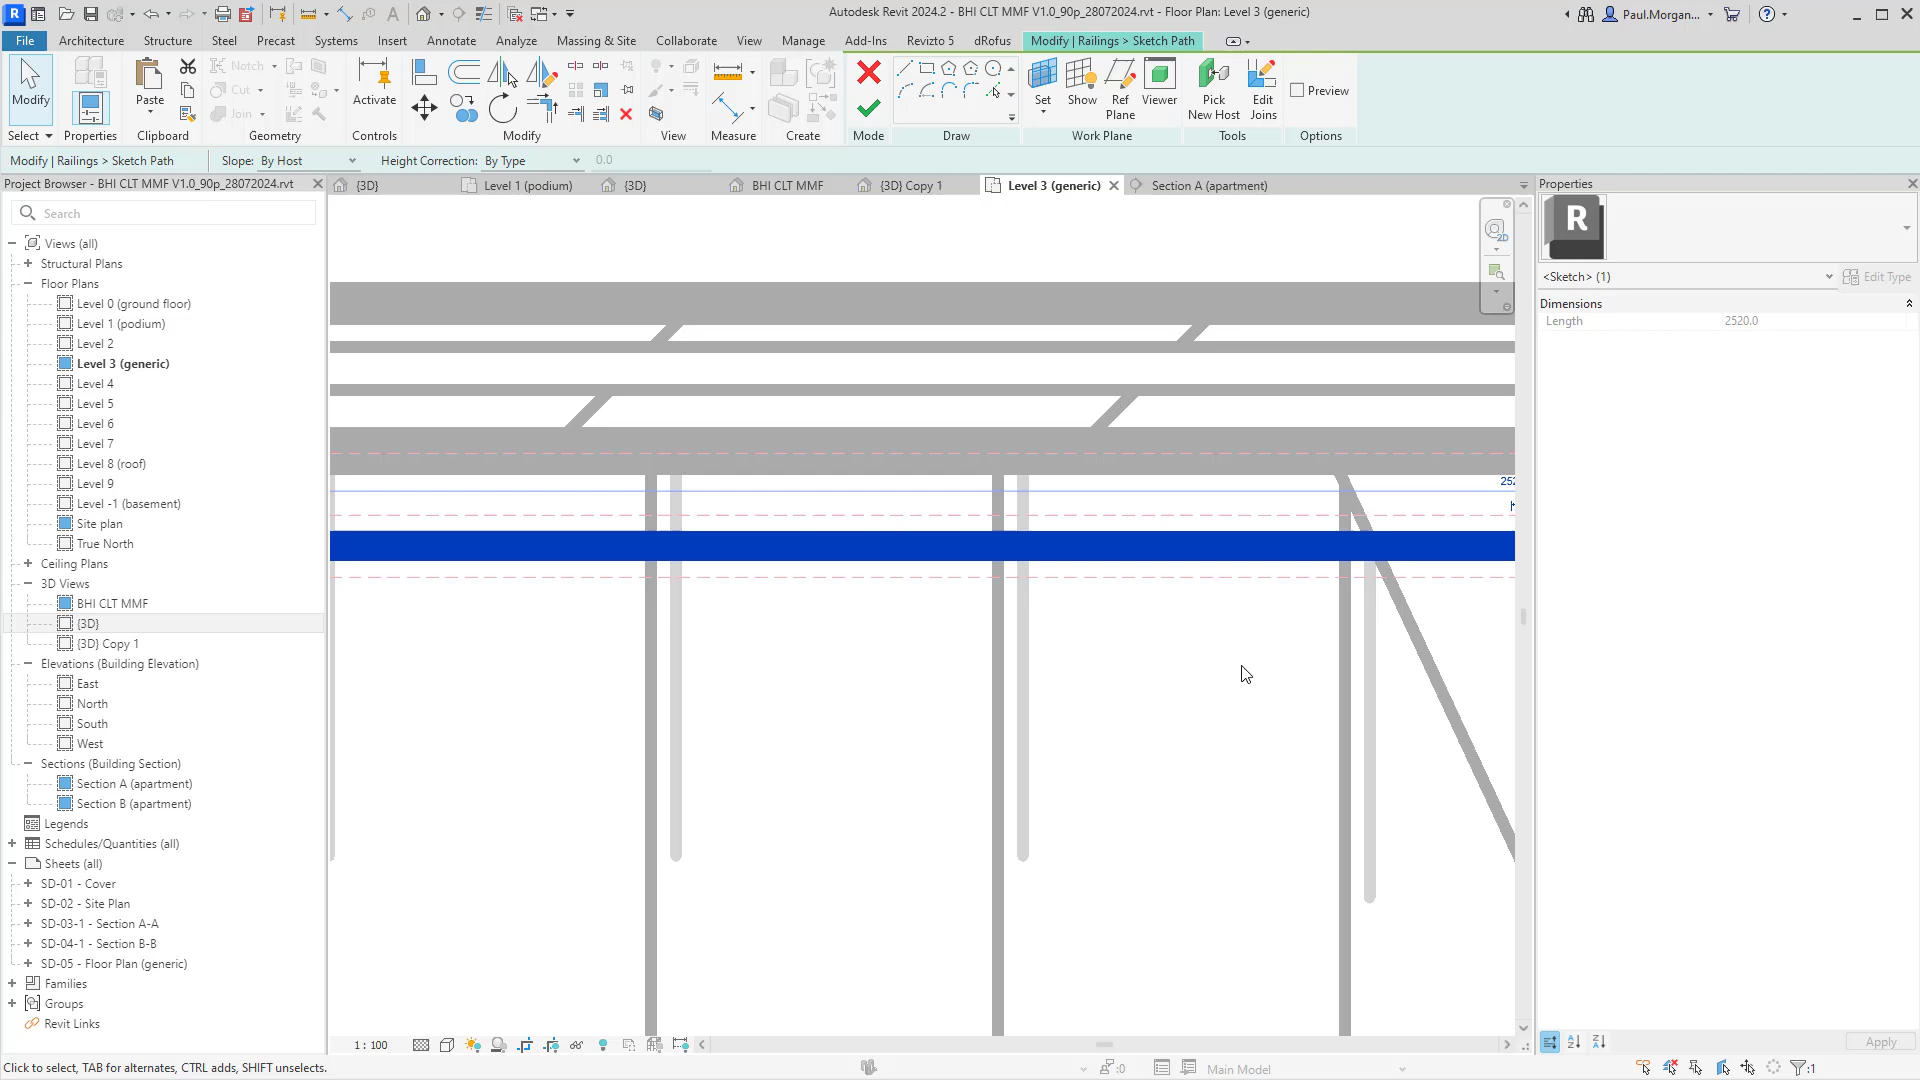 Autodesk Revit 2024.2 - BHI CLT MMF V1.0_90p_28072024.rvt - Floor Plan: Level 3 (generic)
Paul.Morgan...
File Architecture Structure Steel Precast Systems Insert Annotate Analyze Massing & Site Collaborate View Manage Add-Ins Revizto 5 dRofus Modify | Railings > Sketch Path
Modify
Paste
Notch
Cut
Join
Activate
Set
Show
Ref Plane
Viewer
Pick New Host
Edit Joins
Preview
Select Properties Clipboard Geometry Controls Modify View Measure Create Mode Draw Work Plane Tools Options
Modify | Railings > Sketch Path Slope: By Host Height Correction: By Type 0.0
Project Browser - BHI CLT MMF V1.0_90p_28072024.rvt
{3D} Level 1 (podium) {3D} BHI CLT MMF {3D} Copy 1 Level 3 (generic) Section A (apartment)
Properties
Search
R
2D
<Sketch> (1) Edit Type
Dimensions
Length 2520.0
Views (all)
Structural Plans
Floor Plans
Level 0 (ground floor)
Level 1 (podium)
Level 2
Level 3 (generic)
Level 4
Level 5
Level 6
Level 7
Level 8 (roof)
Level 9
Level -1 (basement)
Site plan
True North
Ceiling Plans
3D Views
BHI CLT MMF
{3D}
{3D} Copy 1
Elevations (Building Elevation)
East
North
South
West
Sections (Building Section)
Section A (apartment)
Section B (apartment)
Legends
Schedules/Quantities (all)
Sheets (all)
SD-01 - Cover
SD-02 - Site Plan
SD-03-1 - Section A-A
SD-04-1 - Section B-B
SD-05 - Floor Plan (generic)
Families
Groups
Revit Links
252
1 : 100
Apply
Click to select, TAB for alternates, CTRL adds, SHIFT unselects.
:0
Main Model
:1